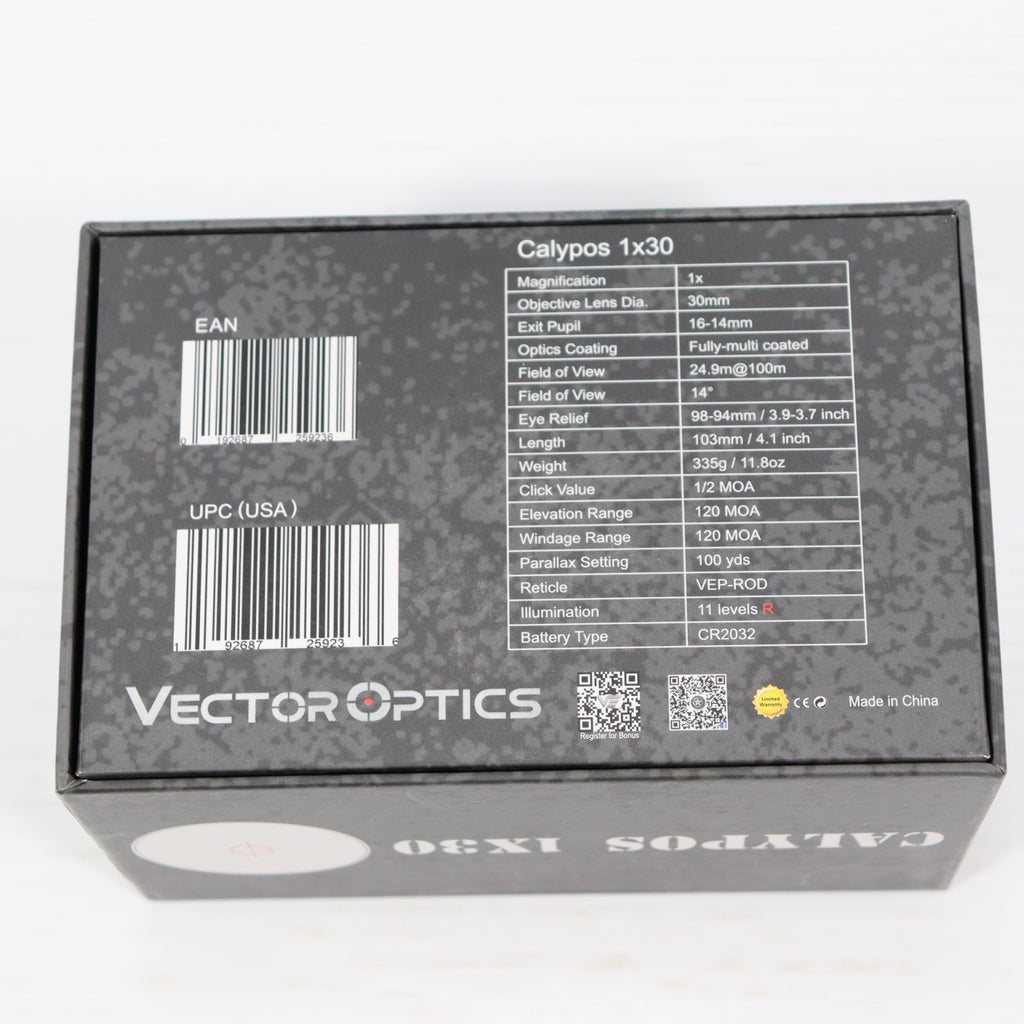 Calypos 1x30
Magnification 1x
Objective Lens Dia. 30mm
Exit Pupil 16-14mm
Optics Coating Fully-multi coated
Field of View 24.9m@100m
Field of View 14°
Eye Relief 98-94mm / 3.9-3.7 inch
Length 103mm / 4.1 inch
Weight 335g / 11.8oz
Click Value 1/2 MOA
Elevation Range 120 MOA
Windage Range 120 MOA
Parallax Setting 100 yds
Reticle VEP-ROD
Illumination 11 levels R
Battery Type CR2032
EAN
0 192687 259236
UPC (USA)
1 92687 25923 6
VECTOR OPTICS
Register for Bonus
Limited
Warranty
CE
Made in China
CALYPOS 1X30